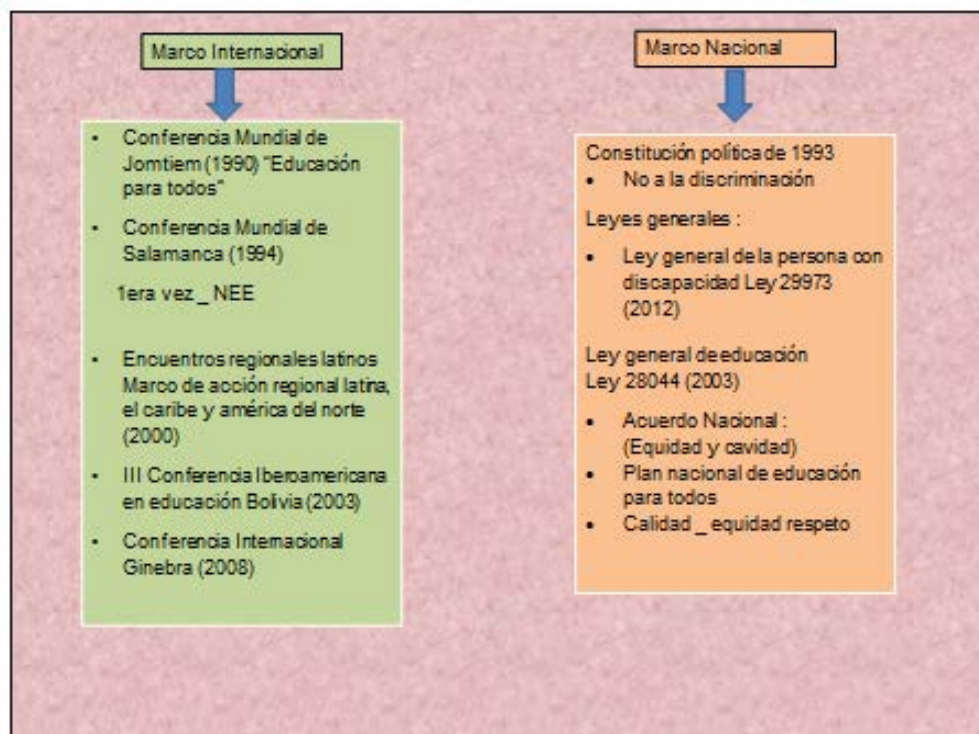 Marco Internacional
• Conferencia Mundial de
Jomtiem (1990) "Educación
para todos"
• Conferencia Mundial de
Salamanca (1994)
1era vez _ NEE
• Encuentros regionales latinos
Marco de acción regional latina,
el caribe y américa del norte
(2000)
• III Conferencia Iberoamericana
en educación Bolivia (2003)
• Conferencia Internacional
Ginebra (2008)
Marco Nacional
Constitución política de 1993
• No a la discriminación
Leyes generales :
• Ley general de la persona con
discapacidad Ley 29973
(2012)
Ley general de educación
Ley 28044 (2003)
• Acuerdo Nacional :
(Equidad y cavidad)
• Plan nacional de educación
para todos
• Calidad _ equidad respeto